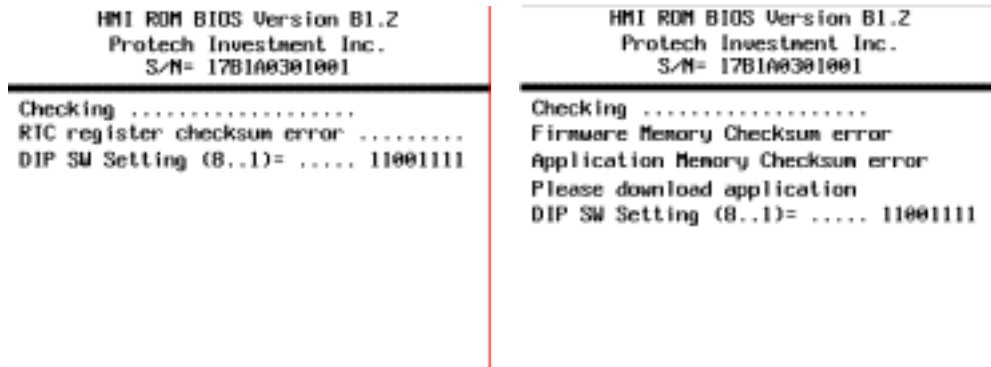 HMI ROM BIOS Version B1.2
Protech Investment Inc.
S/N= 17B1A0301001
Checking ...................
RTC register checksum error .........
DIP SW Setting (8..1)= ..... 11001111
HMI ROM BIOS Version B1.2
Protech Investment Inc.
S/N= 17B1A0301001
Checking ...................
Firmware Memory Checksum error
Application Memory Checksum error
Please download application
DIP SW Setting (8..1)= ..... 11001111